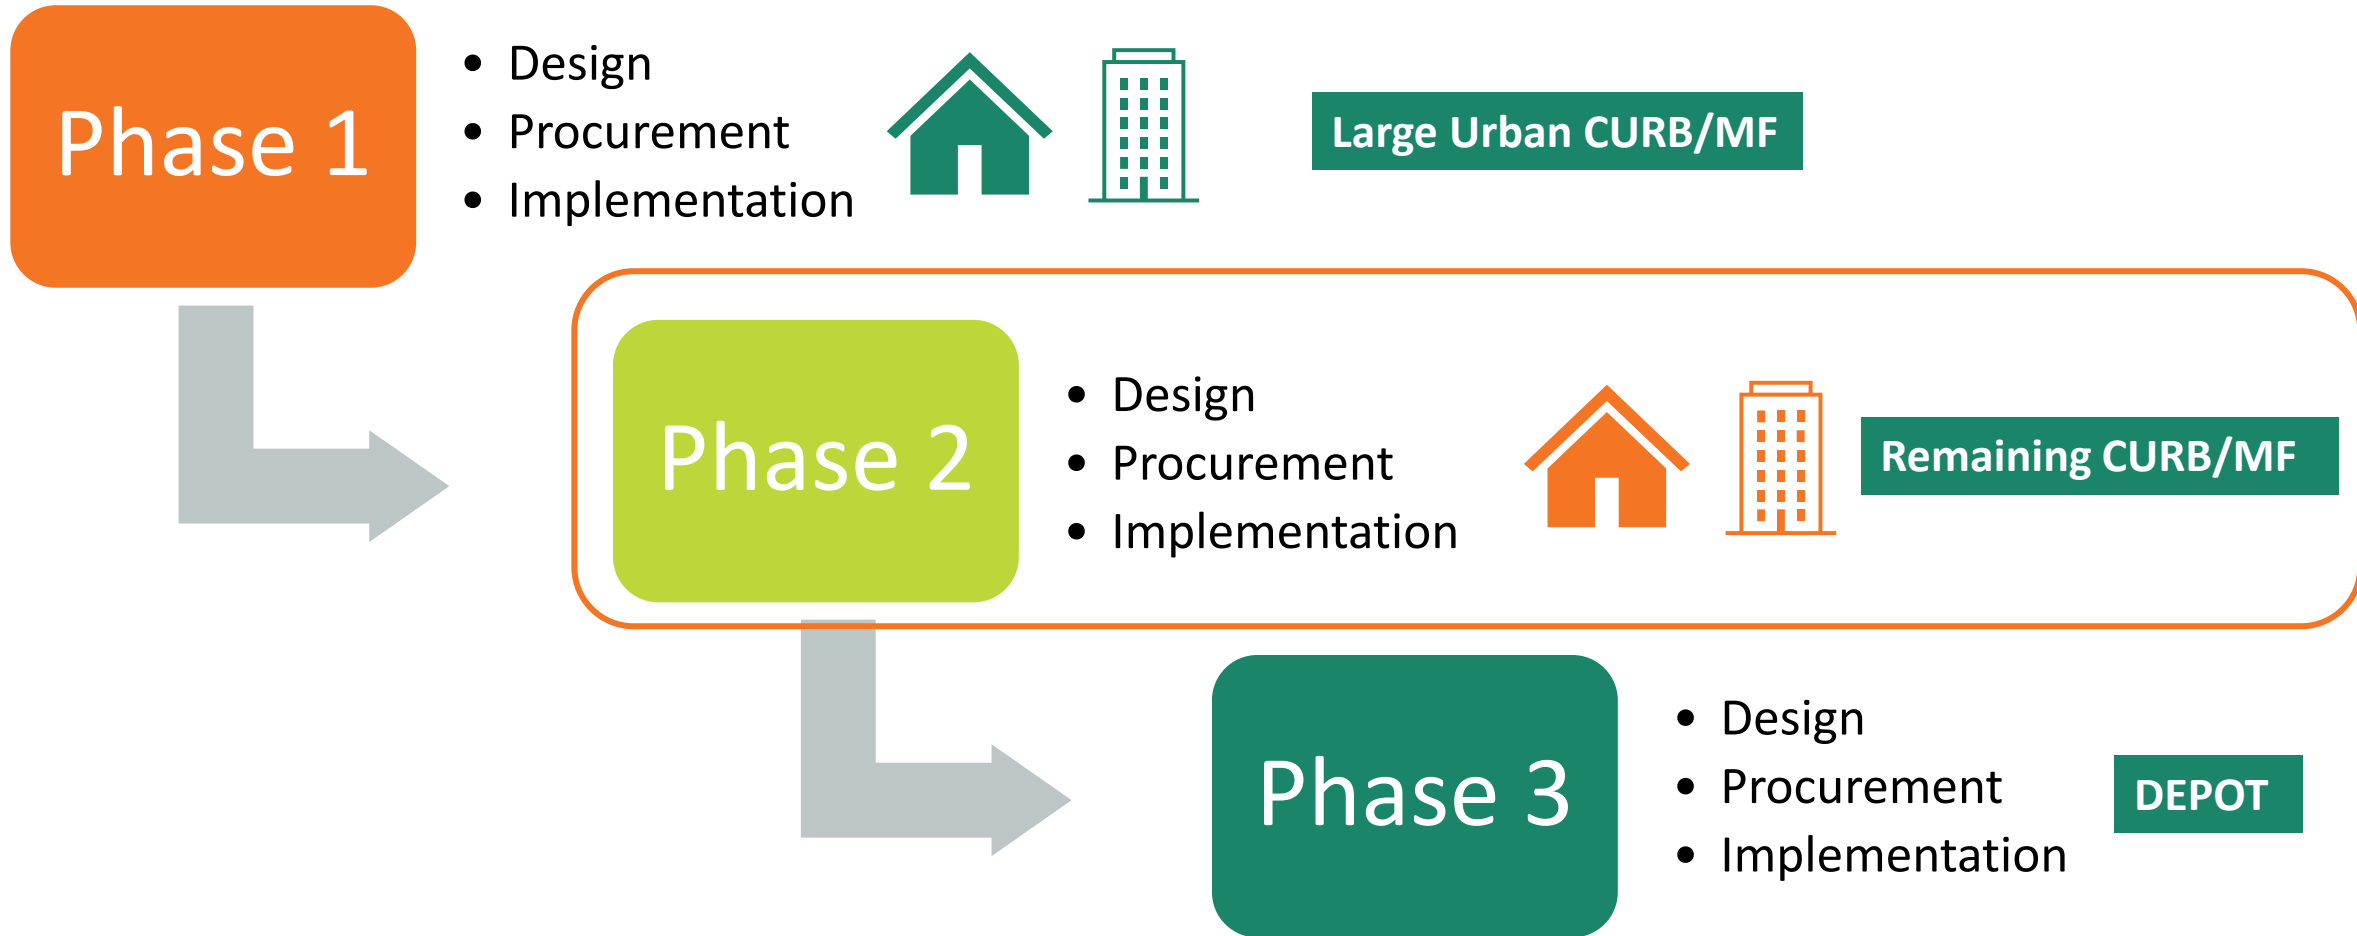 Phase 1
• Design
• Procurement
• Implementation
Large Urban CURB/MF
Phase 2
• Design
• Procurement
• Implementation
Remaining CURB/MF
Phase 3
• Design
• Procurement
• Implementation
DEPOT